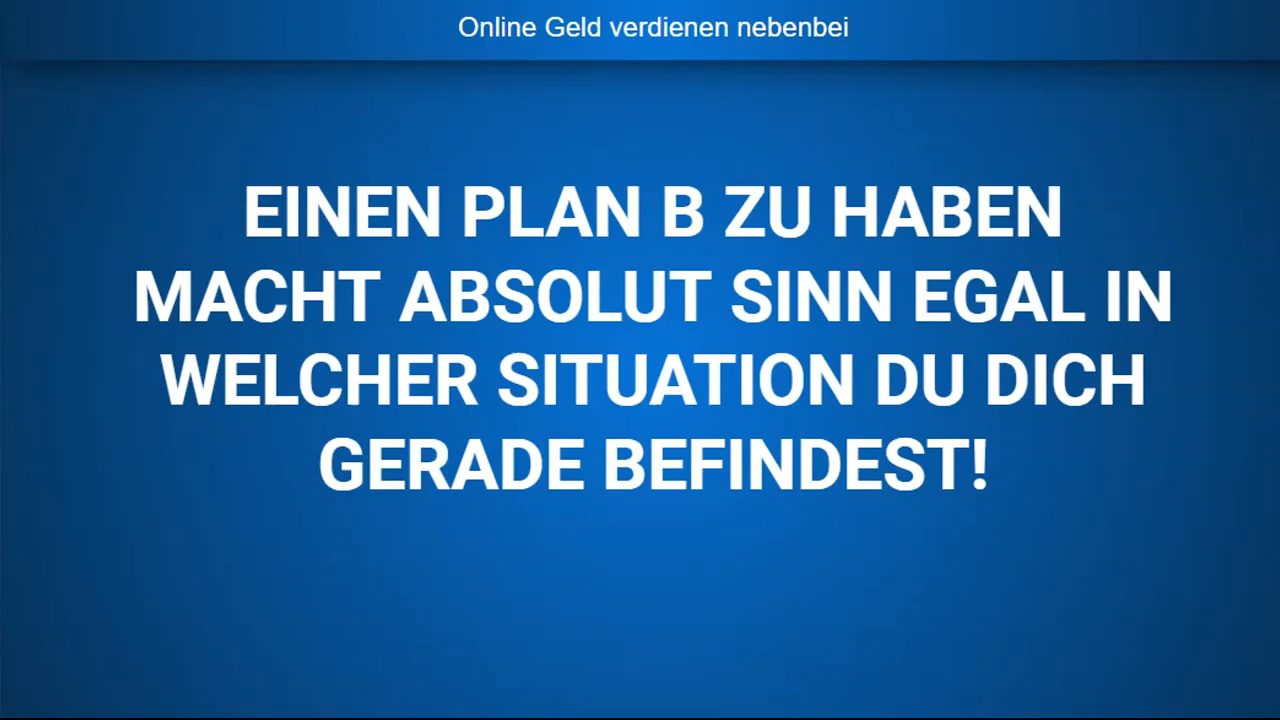 Online Geld verdienen nebenbei
EINEN PLAN B ZU HABEN
MACHT ABSOLUT SINN EGAL IN
WELCHER SITUATION DU DICH
GERADE BEFINDEST!